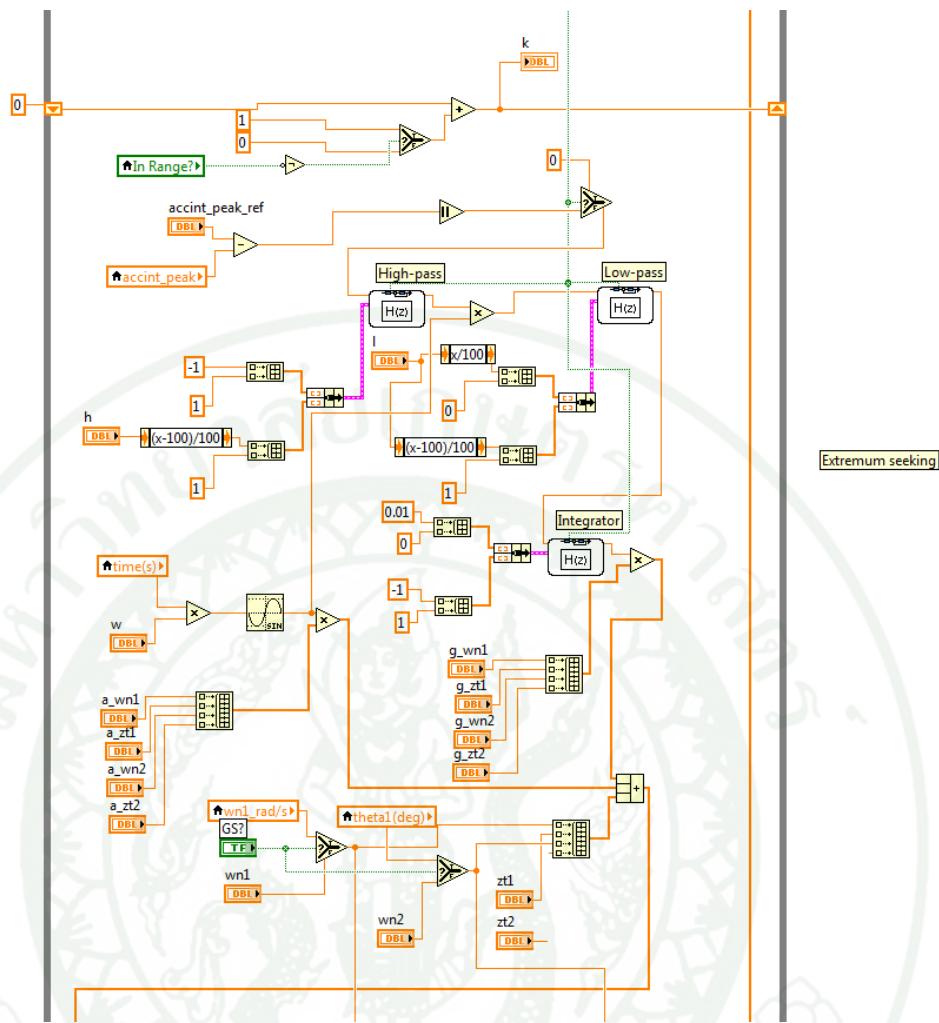 k
DBL
0
+
1
0
?
In Range?
0
accint_peak_ref
DBL
-
accint_peak
?
High-pass
Low-pass
H(z)
x
H(z)
l
DBL
x/100
-1
1
0
h
DBL
(x-100)/100
(x-100)/100
1
1
Extremum seeking
0.01
0
Integrator
H(z)
x
time(s)
-1
1
x
SIN
x
w
DBL
g_wn1
DBL
g_zt1
DBL
g_wn2
DBL
g_zt2
DBL
a_wn1
DBL
a_zt1
DBL
a_wn2
DBL
a_zt2
DBL
+
wn1_rad/s
theta1(deg)
GS?
TF
?
?
wn1
DBL
zt1
DBL
wn2
DBL
zt2
DBL